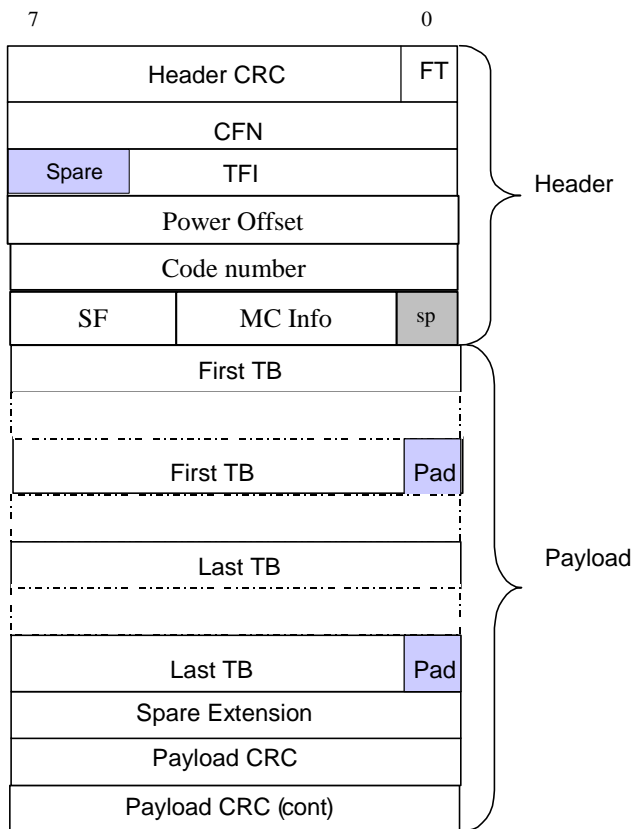 7 0
Header CRC FT
CFN
Spare TFI
Header
Power Offset
Code number
SF MC Info sp
First TB
First TB Pad
Payload
Last TB
Last TB Pad
Spare Extension
Payload CRC
Payload CRC (cont)